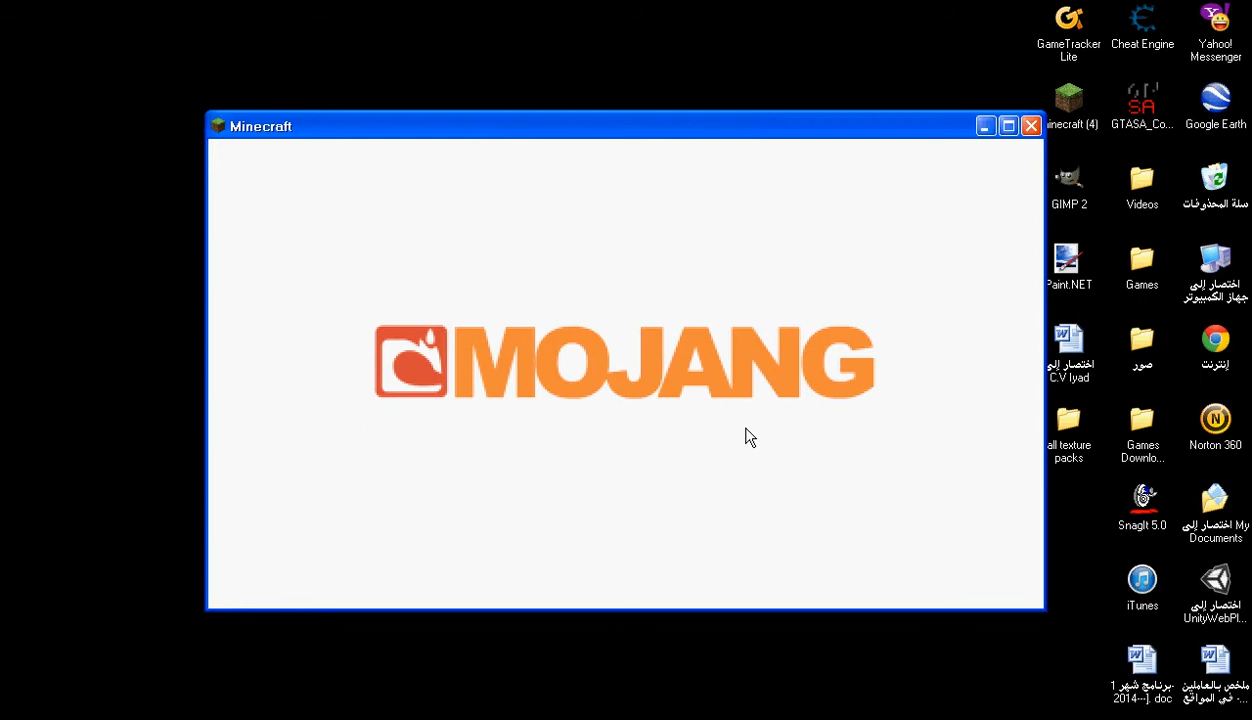 Minecraft
MOJANG
GameTracker
Lite
Cheat Engine
Yahoo!
Messenger
inecraft (4)
GTASA_Co...
Google Earth
GIMP 2
Videos
سلة المحذوفات
Paint.NET
Games
اختصار إلى
جهاز الكمبيوتر
اختصار إلى
C.V Iyad
صور
إنترنت
all texture
packs
Games
Downlo...
Norton 360
SnagIt 5.0
اختصار إلى My
Documents
iTunes
اختصار إلى
UnityWebPl...
برنامج شهر 1
2014---]. doc
ملخص بالعاملين
في المواقع -...